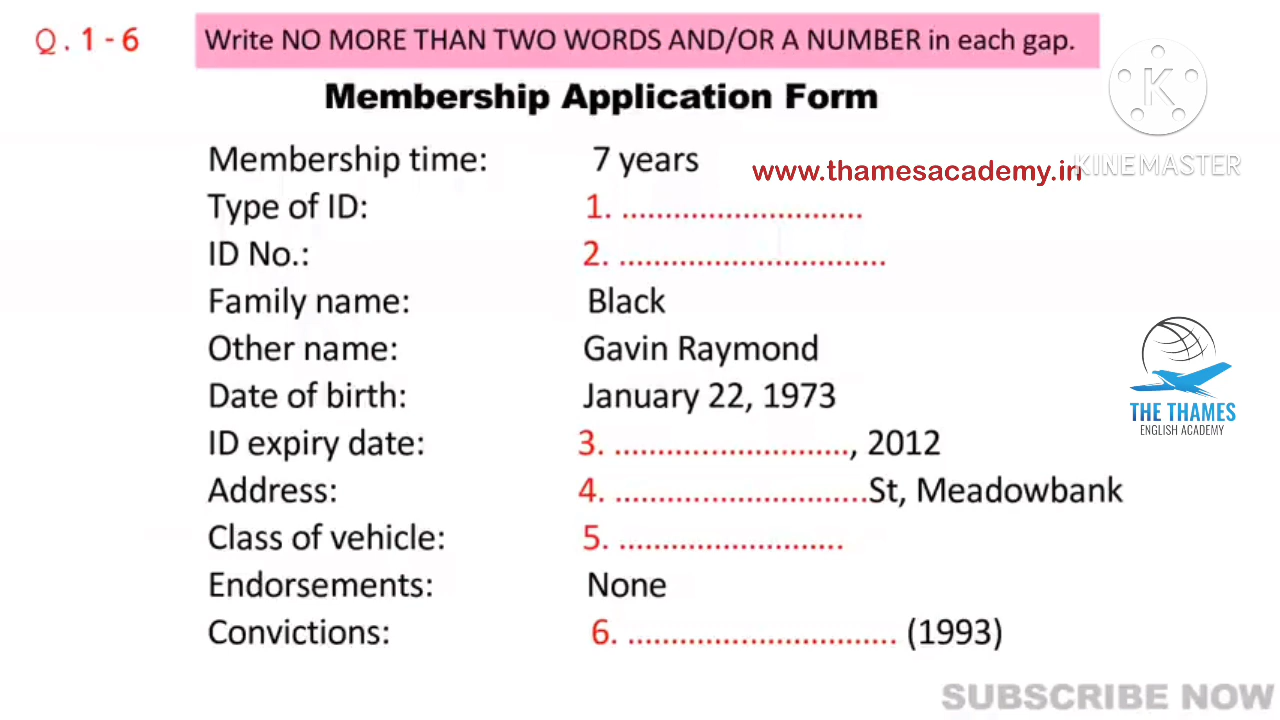 Q. 1 - 6 Write NO MORE THAN TWO WORDS AND/OR A NUMBER in each gap.
Membership Application Form
K
KINEMASTER
Membership time: 7 years
www.thamesacademy.in
Type of ID: 1. ............................
ID No.: 2. ...............................
Family name: Black
Other name: Gavin Raymond
Date of birth: January 22, 1973
ID expiry date: 3. ..........................., 2012
Address: 4. .............................St, Meadowbank
Class of vehicle: 5. ..........................
Endorsements: None
Convictions: 6. ............................... (1993)
THE THAMES
ENGLISH ACADEMY
SUBSCRIBE NOW